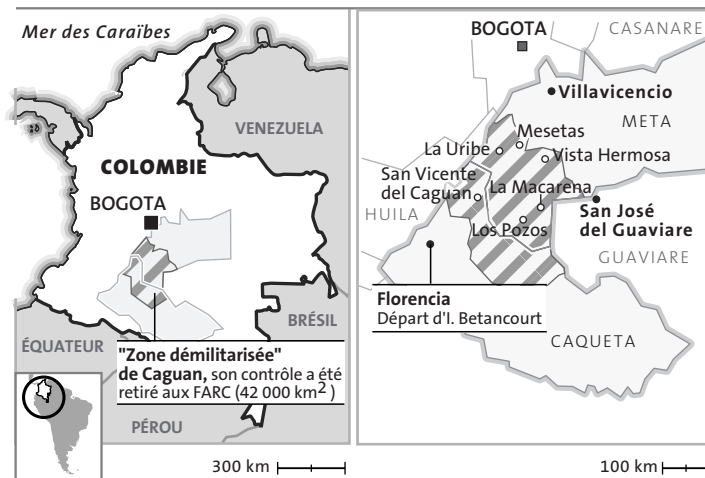 Mer des Caraïbes
VENEZUELA
COLOMBIE
BOGOTA
BRÉSIL
ÉQUATEUR
"Zone démilitarisée"
de Caguan, son contrôle a été
retiré aux FARC (42 000 km2 )
PÉROU
300 km
BOGOTA
CASANARE
Villavicencio
META
Mesetas
La Uribe
Vista Hermosa
San Vicente
del Caguan
La Macarena
HUILA
San José
del Guaviare
Los Pozos
GUAVIARE
Florencia
Départ d'I. Betancourt
CAQUETA
100 km